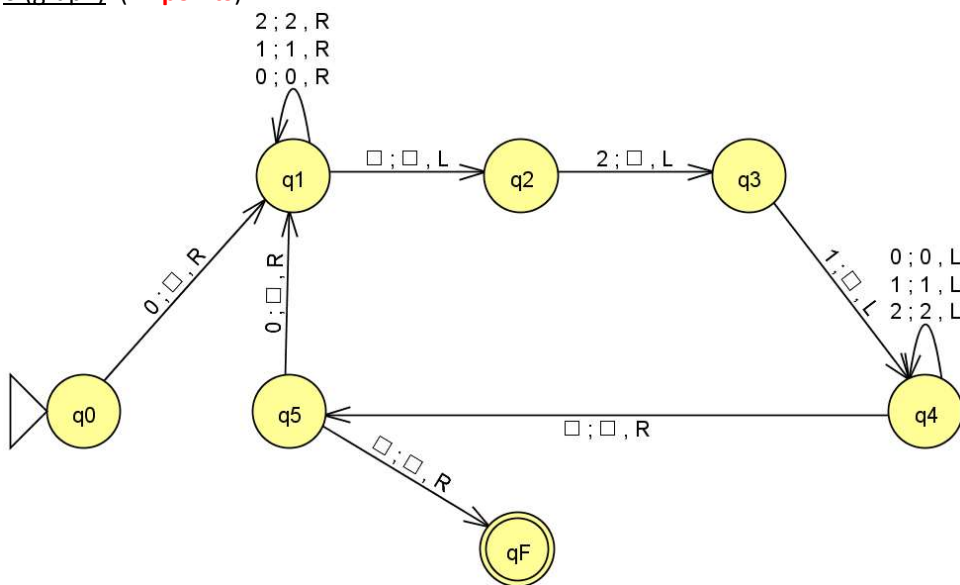 2 ; 2 , R
1 ; 1 , R
0 ; 0 , R
q1
□ ; □ , L
q2
2 ; □ , L
q3
0 ; □ , R
0 ; □ , R
1 ; □ , L
0 ; 0 , L
1 ; 1 , L
2 ; 2 , L
q0
q5
q4
□ ; □ , R
□ ; □ , R
qF